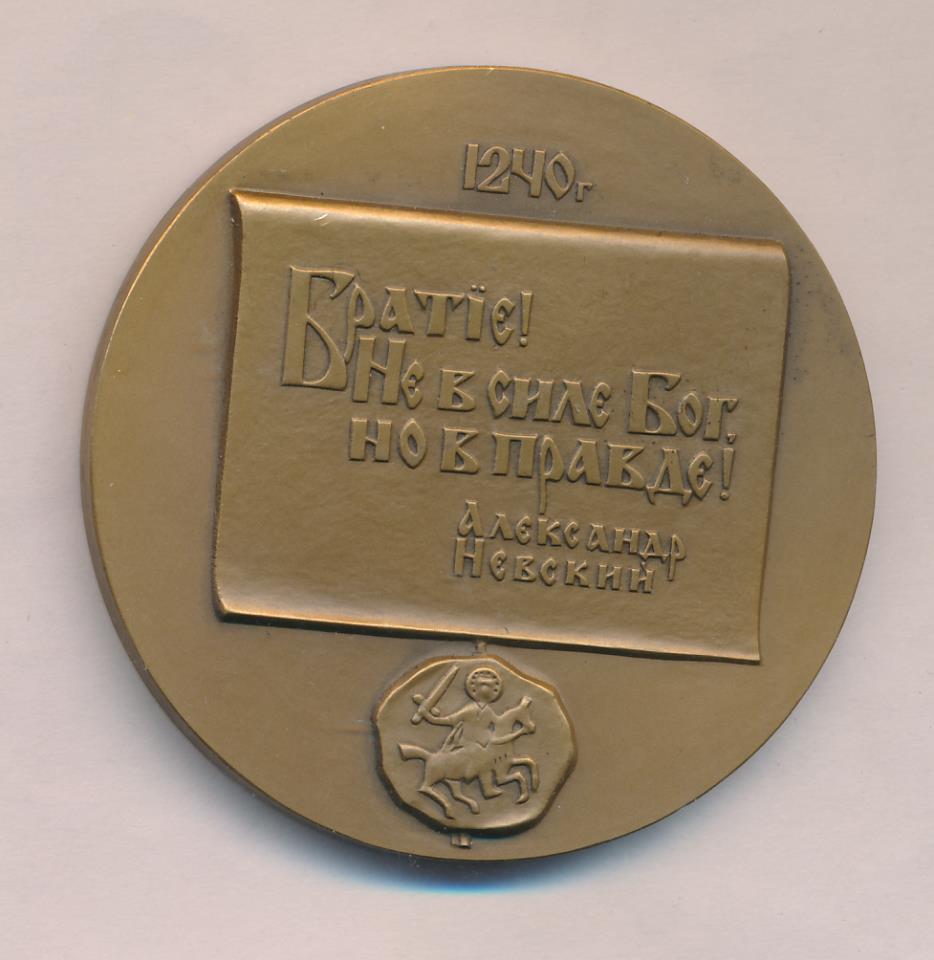 1240г
Братїе!
Не в силе Бог,
но в правде!
Александр
Невский